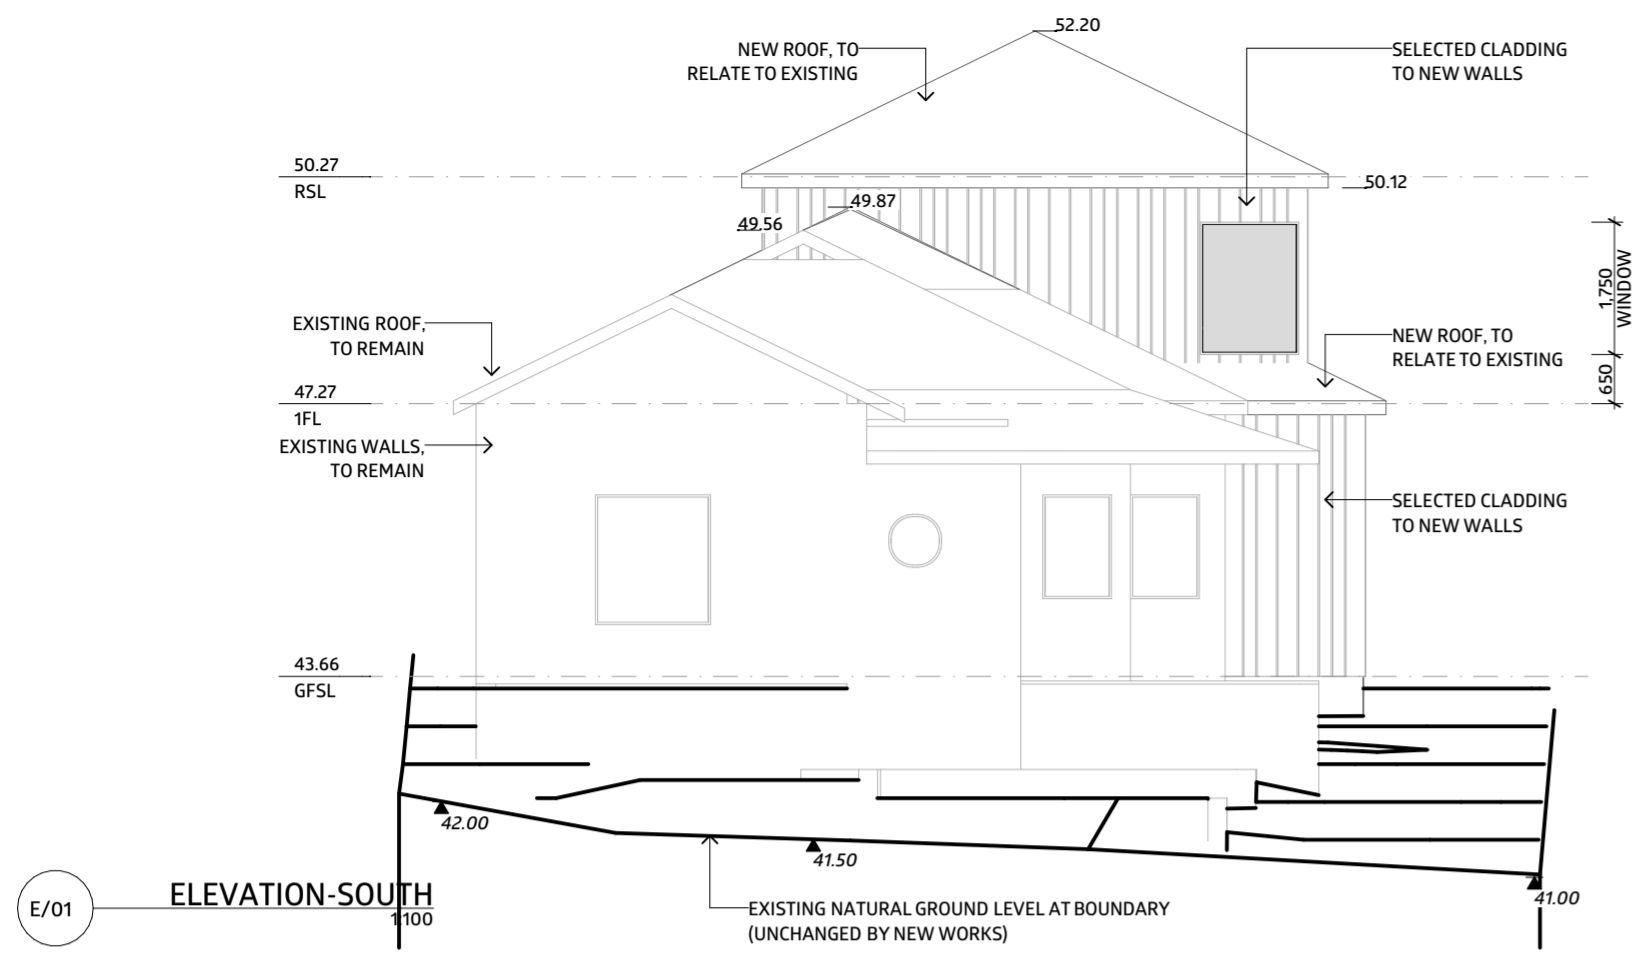 52.20
NEW ROOF, TO
RELATE TO EXISTING
SELECTED CLADDING
TO NEW WALLS
50.27
RSL
50.12
49.87
49.56
1,750
WINDOW
EXISTING ROOF,
TO REMAIN
NEW ROOF, TO
RELATE TO EXISTING
650
47.27
1FL
EXISTING WALLS,
TO REMAIN
SELECTED CLADDING
TO NEW WALLS
43.66
GFSL
42.00
41.50
41.00
E/01
ELEVATION-SOUTH
1:100
EXISTING NATURAL GROUND LEVEL AT BOUNDARY
(UNCHANGED BY NEW WORKS)